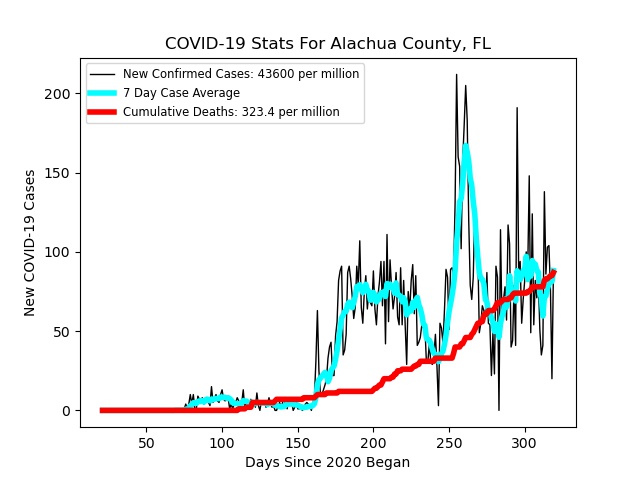 COVID-19 Stats For Alachua County, FL
New Confirmed Cases: 43600 per million
7 Day Case Average
Cumulative Deaths: 323.4 per million
New COVID-19 Cases
200
150
100
50
0
50 100 150 200 250 300
Days Since 2020 Began